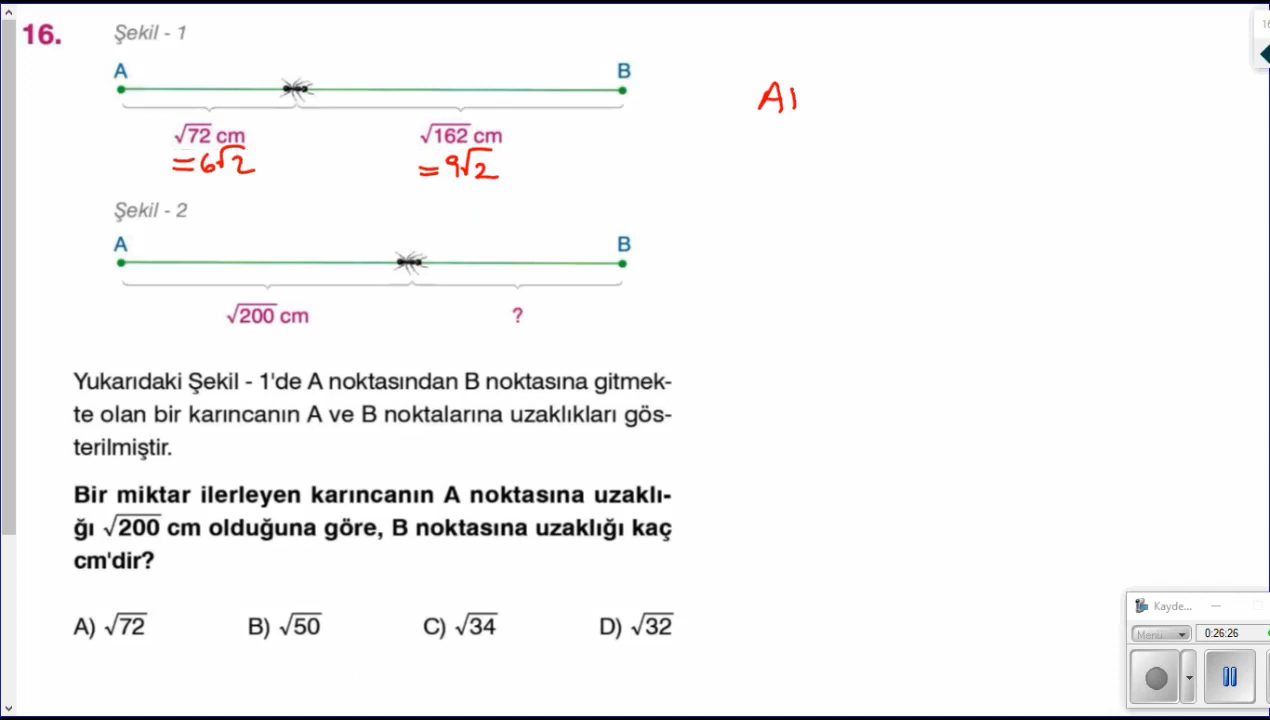 16.
Şekil - 1
A B
√72 cm √162 cm
=6√2 =9√2
A
Şekil - 2
A B
√200 cm ?
Yukarıdaki Şekil - 1'de A noktasından B noktasına gitmek-
te olan bir karıncanın A ve B noktalarına uzaklıkları gös-
terilmiştir.
Bir miktar ilerleyen karıncanın A noktasına uzaklı-
ğı √200 cm olduğuna göre, B noktasına uzaklığı kaç
cm'dir?
A) √72 B) √50 C) √34 D) √32
Kayde...
Menü
0:26:26